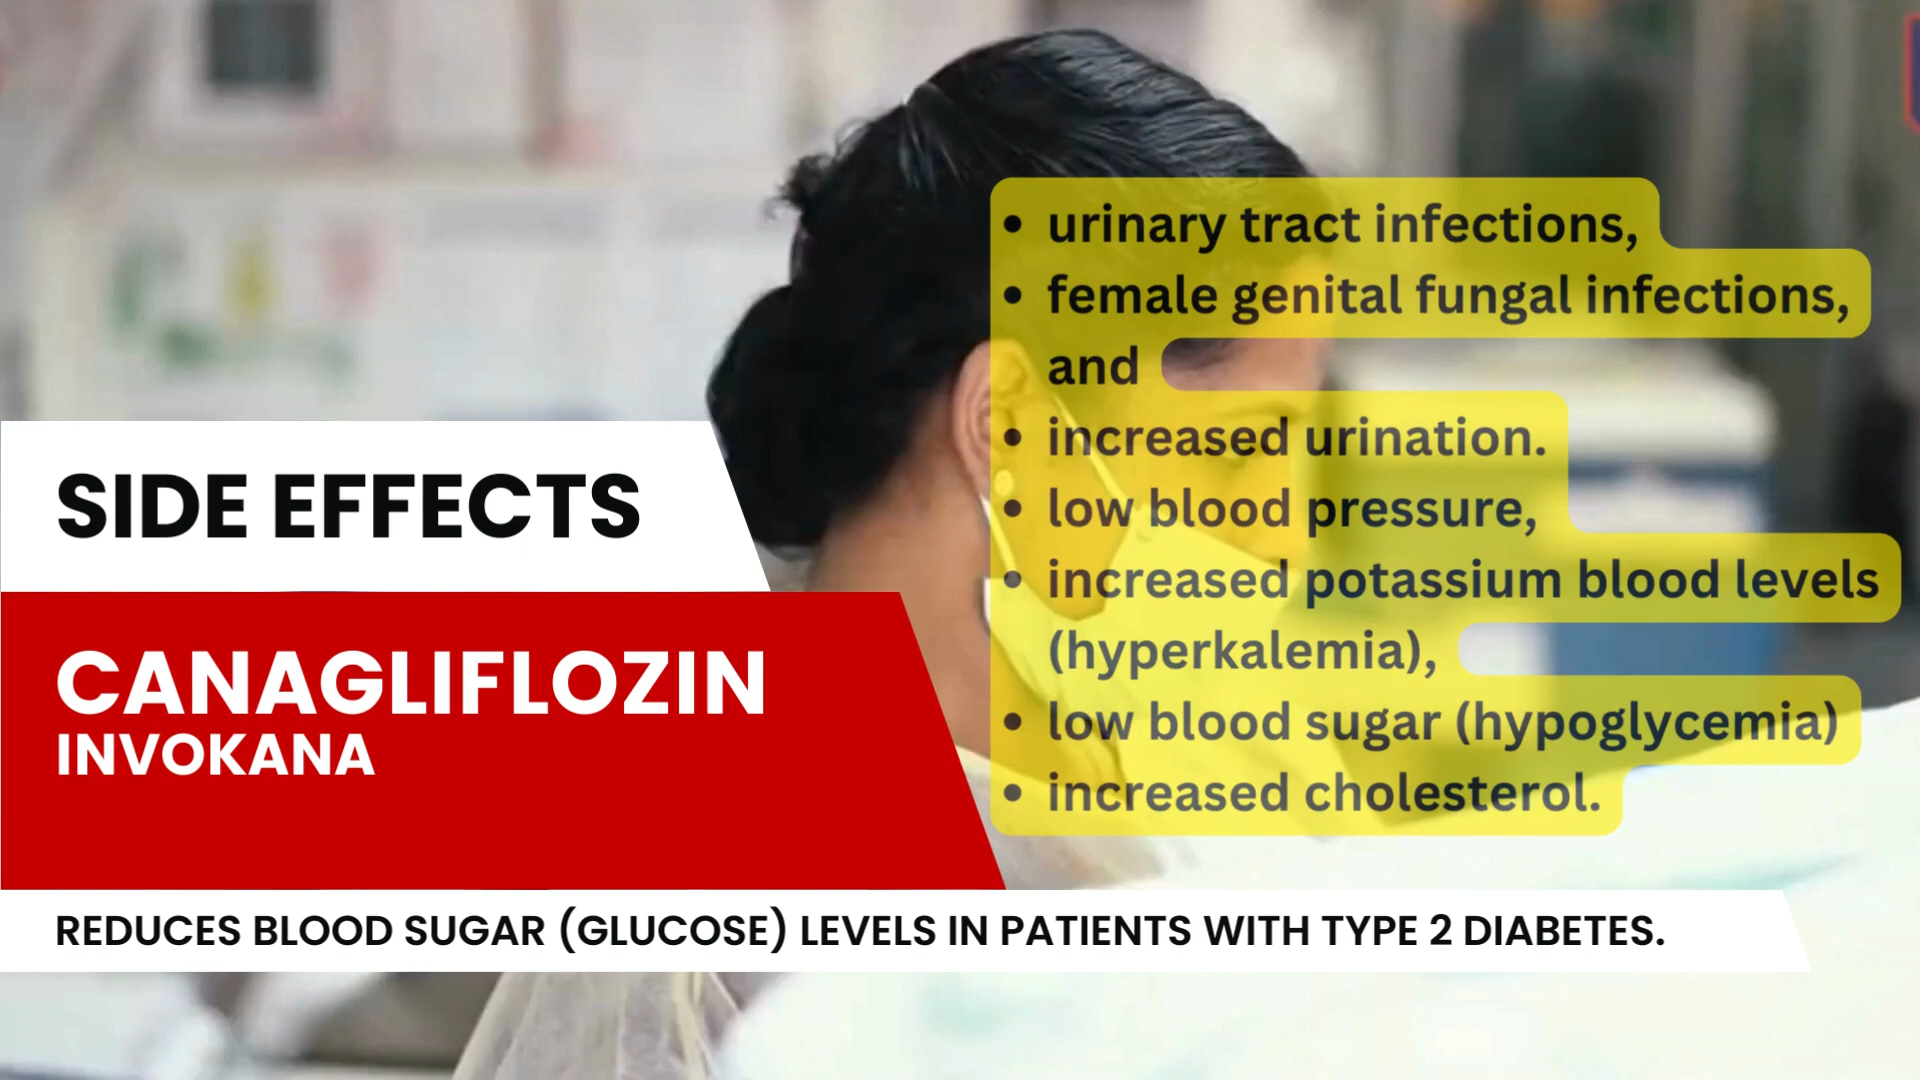 SIDE EFFECTS
CANAGLIFLOZIN
INVOKANA
• urinary tract infections,
• female genital fungal infections,
and
• increased urination.
• low blood pressure,
• increased potassium blood levels
(hyperkalemia),
• low blood sugar (hypoglycemia)
• increased cholesterol.
REDUCES BLOOD SUGAR (GLUCOSE) LEVELS IN PATIENTS WITH TYPE 2 DIABETES.